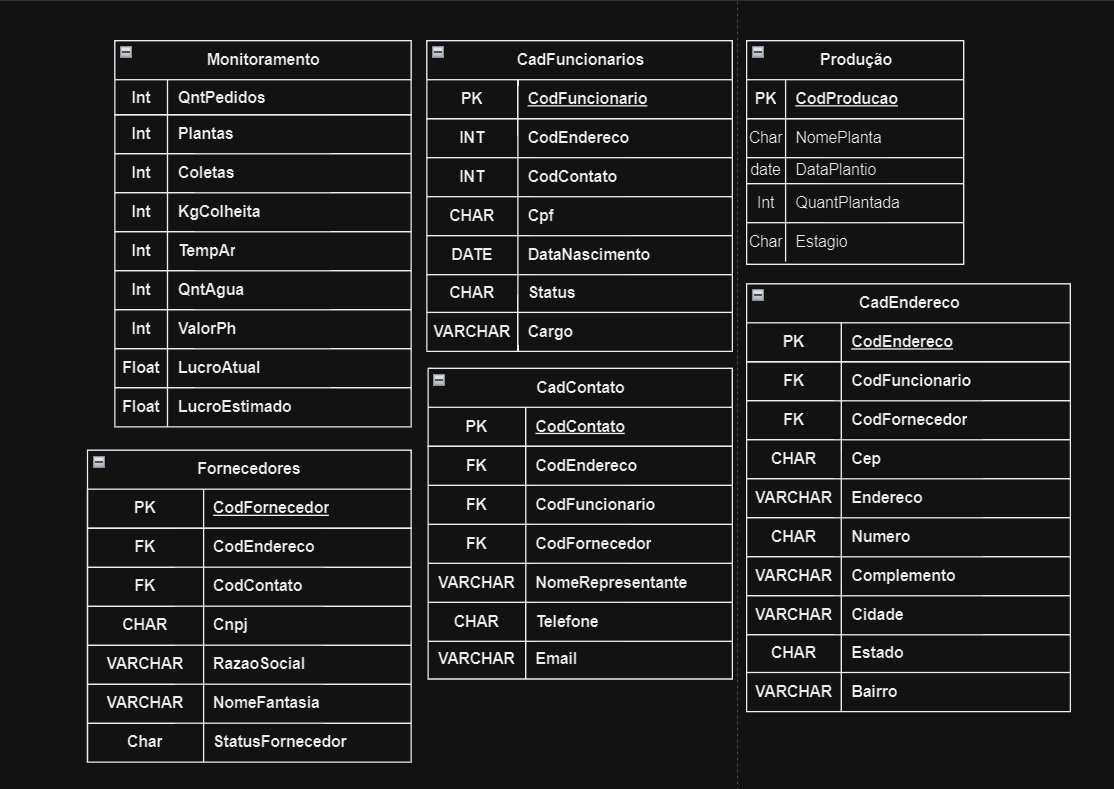 Monitoramento
Int QntPedidos
Int Plantas
Int Coletas
Int KgColheita
Int TempAr
Int QntAgua
Int ValorPh
Float LucroAtual
Float LucroEstimado
Fornecedores
PK CodFornecedor
FK CodEndereco
FK CodContato
CHAR Cnpj
VARCHAR RazaoSocial
VARCHAR NomeFantasia
Char StatusFornecedor
CadFuncionarios
PK CodFuncionario
INT CodEndereco
INT CodContato
CHAR Cpf
DATE DataNascimento
CHAR Status
VARCHAR Cargo
CadContato
PK CodContato
FK CodEndereco
FK CodFuncionario
FK CodFornecedor
VARCHAR NomeRepresentante
CHAR Telefone
VARCHAR Email
Produção
PK CodProducao
Char NomePlanta
date DataPlantio
Int QuantPlantada
Char Estagio
CadEndereco
PK CodEndereco
FK CodFuncionario
FK CodFornecedor
CHAR Cep
VARCHAR Endereco
CHAR Numero
VARCHAR Complemento
VARCHAR Cidade
CHAR Estado
VARCHAR Bairro